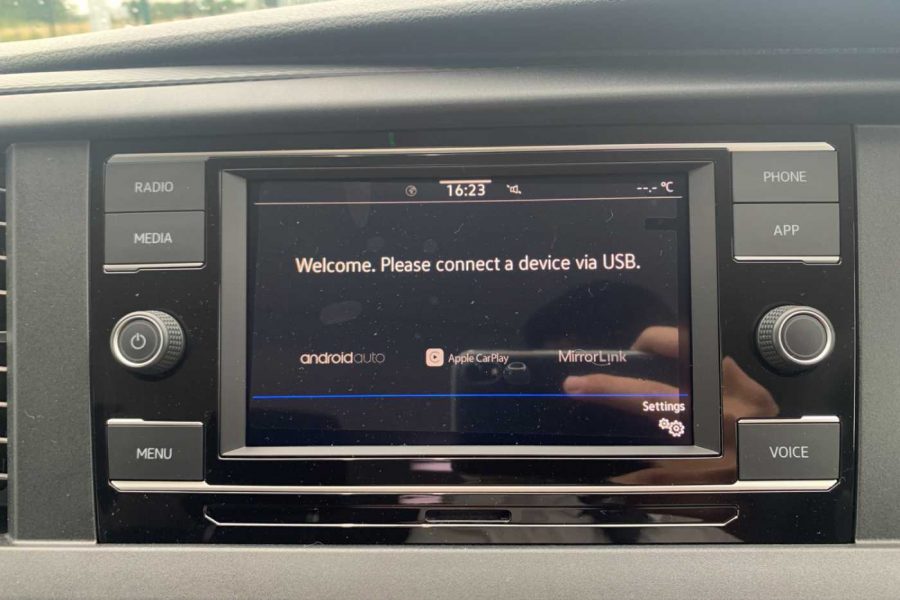 RADIO
MEDIA
MENU
16:23
--.- °C
Welcome. Please connect a device via USB.
androidauto
Apple CarPlay
MirrorLink
Settings
PHONE
APP
VOICE